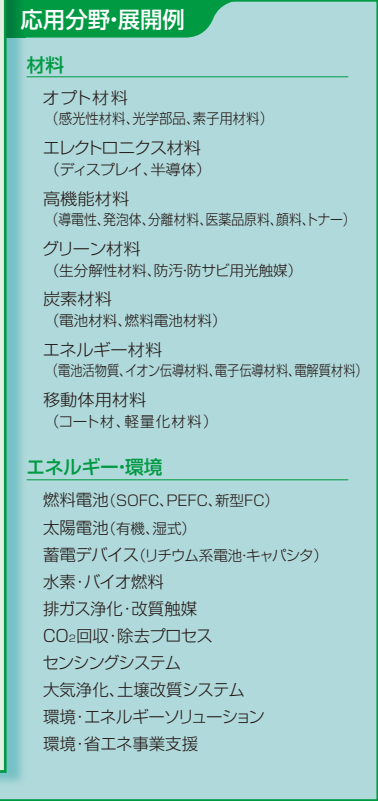 応用分野・展開例
材料
オプト材料
（感光性材料、光学部品、素子用材料）
エレクトロニクス材料
（ディスプレイ、半導体）
高機能材料
（導電性、発泡体、分離材料、医薬品原料、顔料、トナー）
グリーン材料
（生分解性材料、防汚・防サビ用光触媒）
炭素材料
（電池材料、燃料電池材料）
エネルギー材料
（電池活物質、イオン伝導材料、電子伝導材料、電解質材料）
移動体用材料
（コート材、軽量化材料）
エネルギー・環境
燃料電池（SOFC、PEFC、新型FC）
太陽電池（有機、湿式）
蓄電デバイス（リチウム系電池・キャパシタ）
水素・バイオ燃料
排ガス浄化・改質触媒
CO₂回収・除去プロセス
センシングシステム
大気浄化、土壌改質システム
環境・エネルギーソリューション
環境・省エネ事業支援